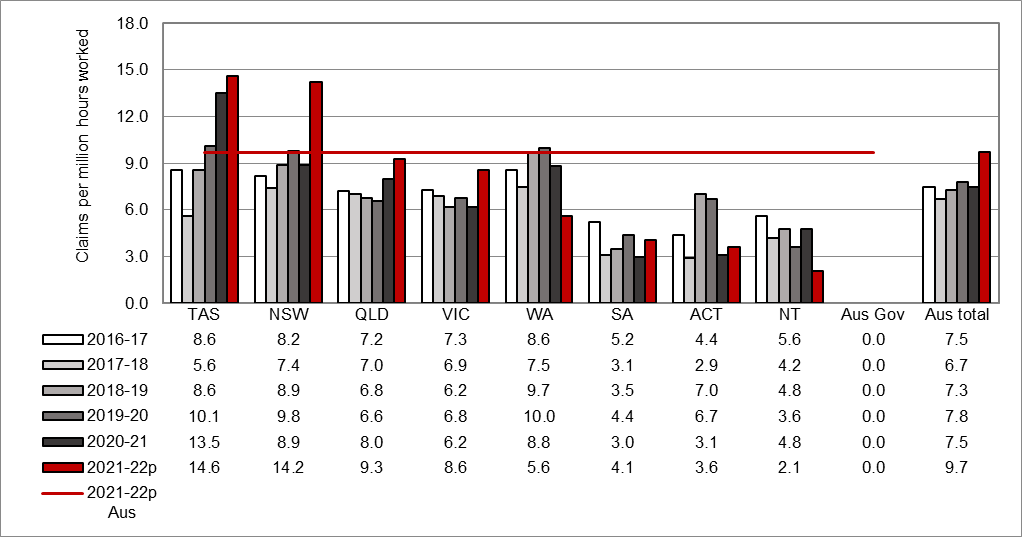 Claims per million hours worked
18.0
15.0
12.0
9.0
6.0
3.0
0.0
TAS NSW QLD VIC WA SA ACT NT Aus Gov Aus total
2016-17 8.6 8.2 7.2 7.3 8.6 5.2 4.4 5.6 0.0 7.5
2017-18 5.6 7.4 7.0 6.9 7.5 3.1 2.9 4.2 0.0 6.7
2018-19 8.6 8.9 6.8 6.2 9.7 3.5 7.0 4.8 0.0 7.3
2019-20 10.1 9.8 6.6 6.8 10.0 4.4 6.7 3.6 0.0 7.8
2020-21 13.5 8.9 8.0 6.2 8.8 3.0 3.1 4.8 0.0 7.5
2021-22p 14.6 14.2 9.3 8.6 5.6 4.1 3.6 2.1 0.0 9.7
2021-22p
Aus